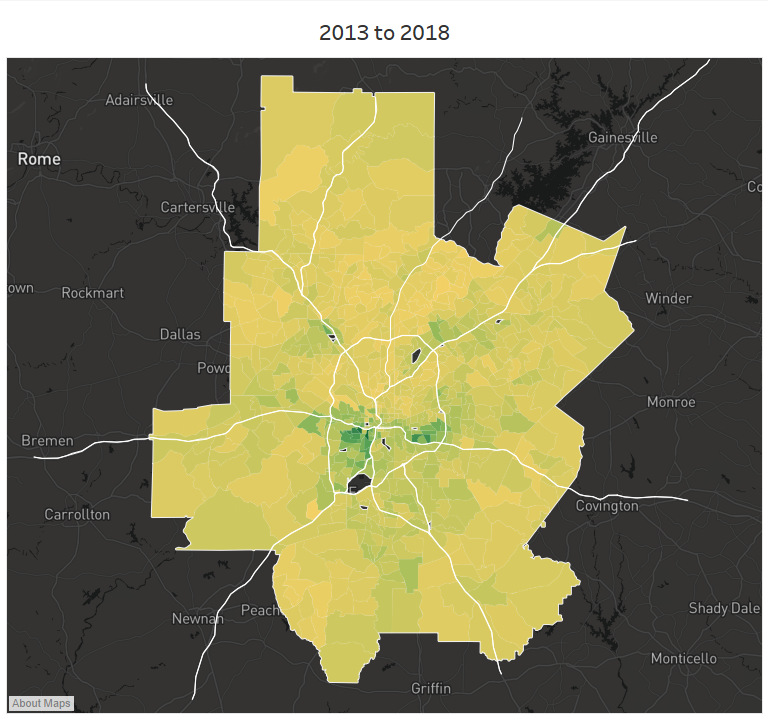 2013 to 2018
Adairsville
Gainesville
Rome
Co
Cartersville
own
Rockmart
Winder
Dallas
Powd
Monroe
Bremen
Carrollton
Covington
Newnan
Peach
Shady Dale
Monticello
Griffin
About Maps